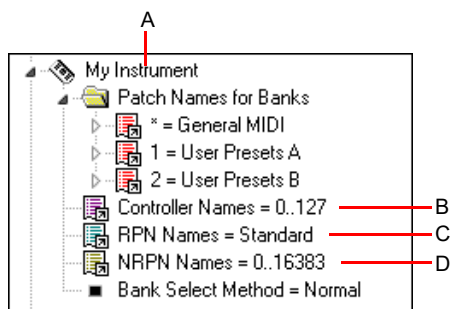 A
My Instrument
Patch Names for Banks
* = General MIDI
1 = User Presets A
2 = User Presets B
Controller Names = 0..127 B
RPN Names = Standard C
NRPN Names = 0..16383 D
Bank Select Method = Normal